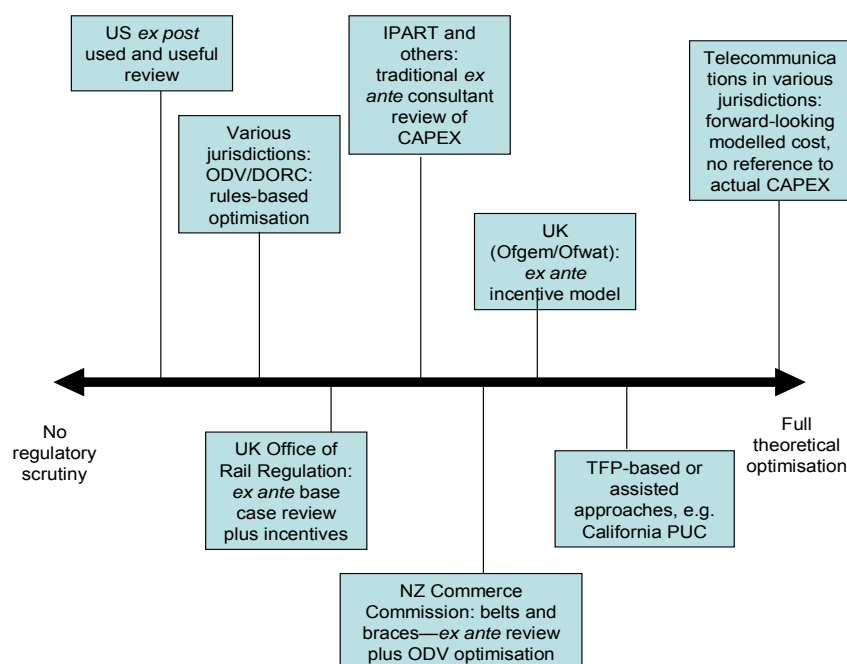 US ex post
used and useful
review
IPART and
others:
traditional ex
ante consultant
review of
CAPEX
Telecommunica
tions in various
jurisdictions:
forward-looking
modelled cost,
no reference to
actual CAPEX
Various
jurisdictions:
ODV/DORC:
rules-based
optimisation
UK
(Ofgem/Ofwat):
ex ante
incentive model
No
regulatory
scrutiny
Full
theoretical
optimisation
UK Office of
Rail Regulation:
ex ante base
case review
plus incentives
TFP-based or
assisted
approaches, e.g.
California PUC
NZ Commerce
Commission: belts and
braces—ex ante review
plus ODV optimisation